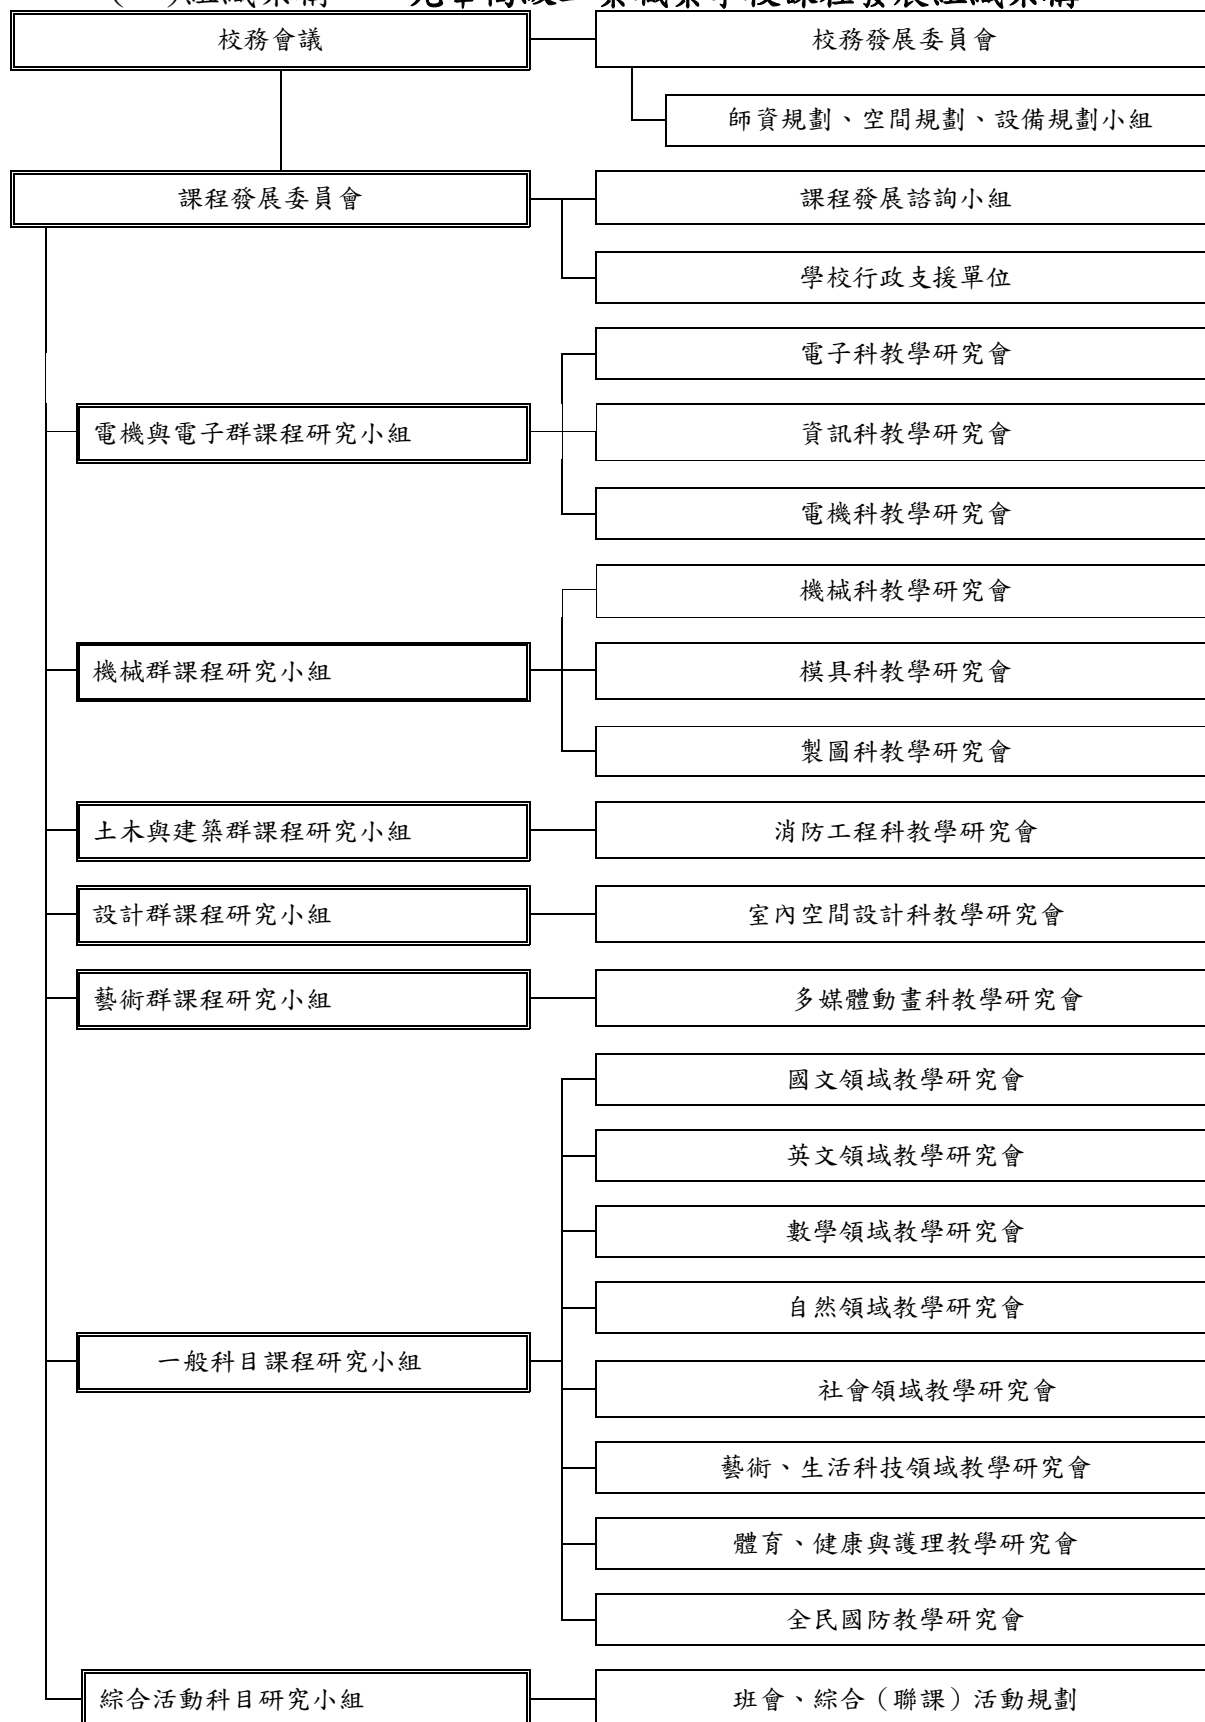 校務會議
校務發展委員會
師資規劃、空間規劃、設備規劃小組
課程發展委員會
課程發展諮詢小組
學校行政支援單位
電子科教學研究會
電機與電子群課程研究小組
資訊科教學研究會
電機科教學研究會
機械科教學研究會
機械群課程研究小組
模具科教學研究會
製圖科教學研究會
土木與建築群課程研究小組
消防工程科教學研究會
設計群課程研究小組
室內空間設計科教學研究會
藝術群課程研究小組
多媒體動畫科教學研究會
國文領域教學研究會
英文領域教學研究會
數學領域教學研究會
自然領域教學研究會
一般科目課程研究小組
社會領域教學研究會
藝術、生活科技領域教學研究會
體育、健康與護理教學研究會
全民國防教學研究會
綜合活動科目研究小組
班會、綜合（聯課）活動規劃